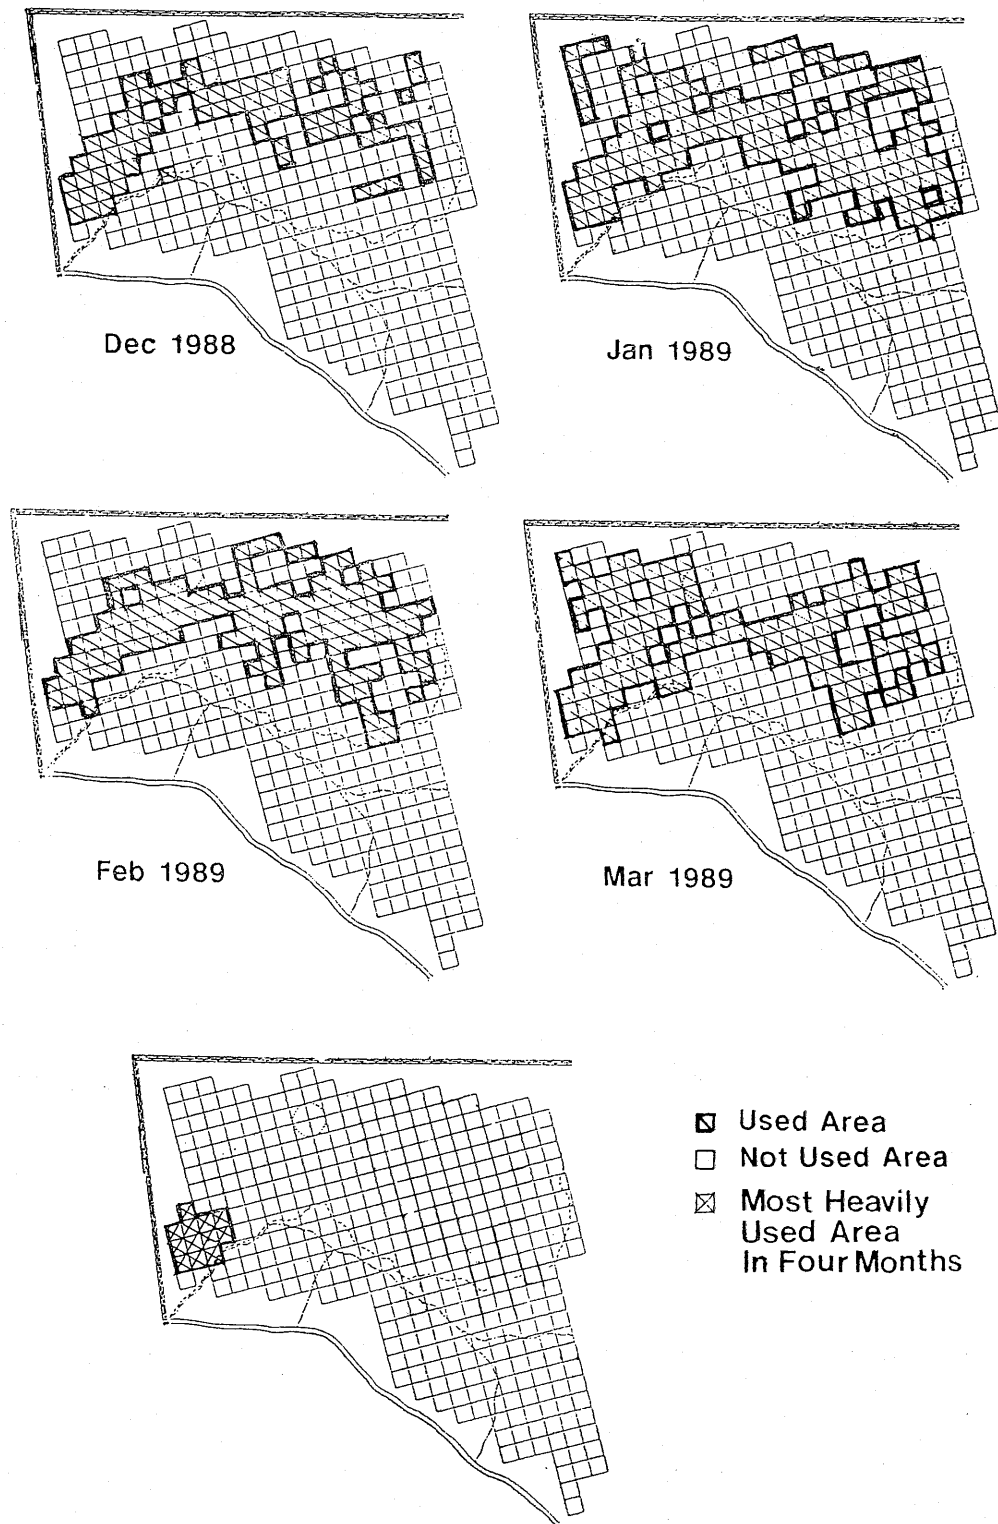 Dec 1988
Jan 1989
Feb 1989
Mar 1989
Used Area
Not Used Area
Most Heavily
Used Area
In Four Months